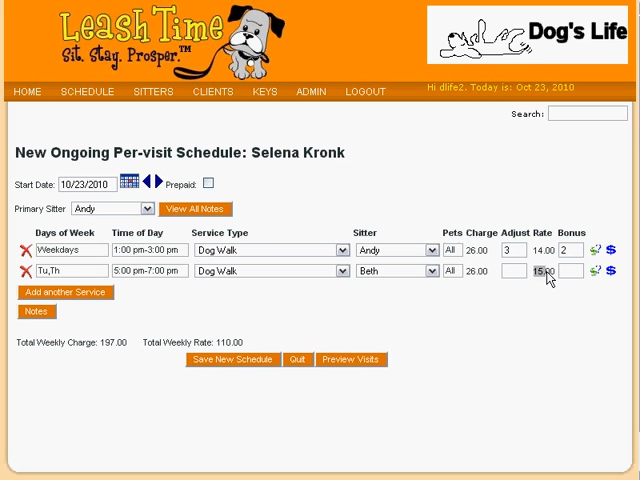 Leash Time
Sit. Stay. Prosper.™
Dog's Life
HOME SCHEDULE SITTERS CLIENTS KEYS ADMIN LOGOUT
Hi dlife2. Today is: Oct 23, 2010
Search:
New Ongoing Per-visit Schedule: Selena Kronk
Start Date: 10/23/2010 Prepaid:
Primary Sitter Andy View All Notes
Days of Week Time of Day Service Type Sitter Pets Charge Adjust Rate Bonus
Weekdays 1:00 pm-3:00 pm Dog Walk Andy All 26.00 3 14.00 2 $? $
Tu,Th 5:00 pm-7:00 pm Dog Walk Beth All 26.00 15.00 $? $
Add another Service
Notes
Total Weekly Charge: 197.00 Total Weekly Rate: 110.00
Save New Schedule Quit Preview Visits